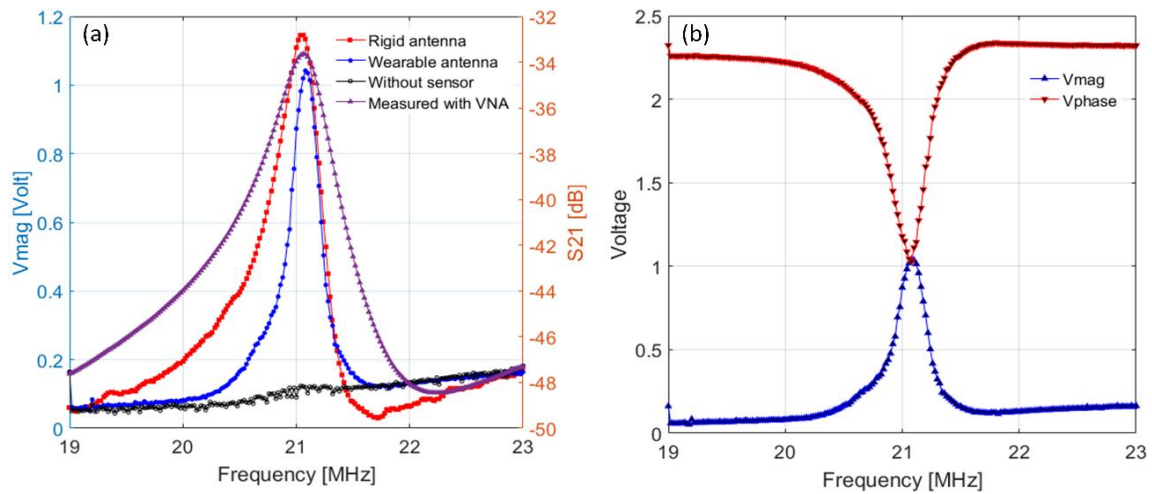 (a)
1.2
1
0.8
0.6
0.4
0.2
0
Vmag [Volt]
-32
-34
-36
-38
-40
-42
-44
-46
-48
-50
S21 [dB]
Rigid antenna
Wearable antenna
Without sensor
Measured with VNA
19 20 21 22 23
Frequency [MHz]
(b)
2.5
2
1.5
1
0.5
0
Voltage
Vmag
Vphase
19 20 21 22 23
Frequency [MHz]